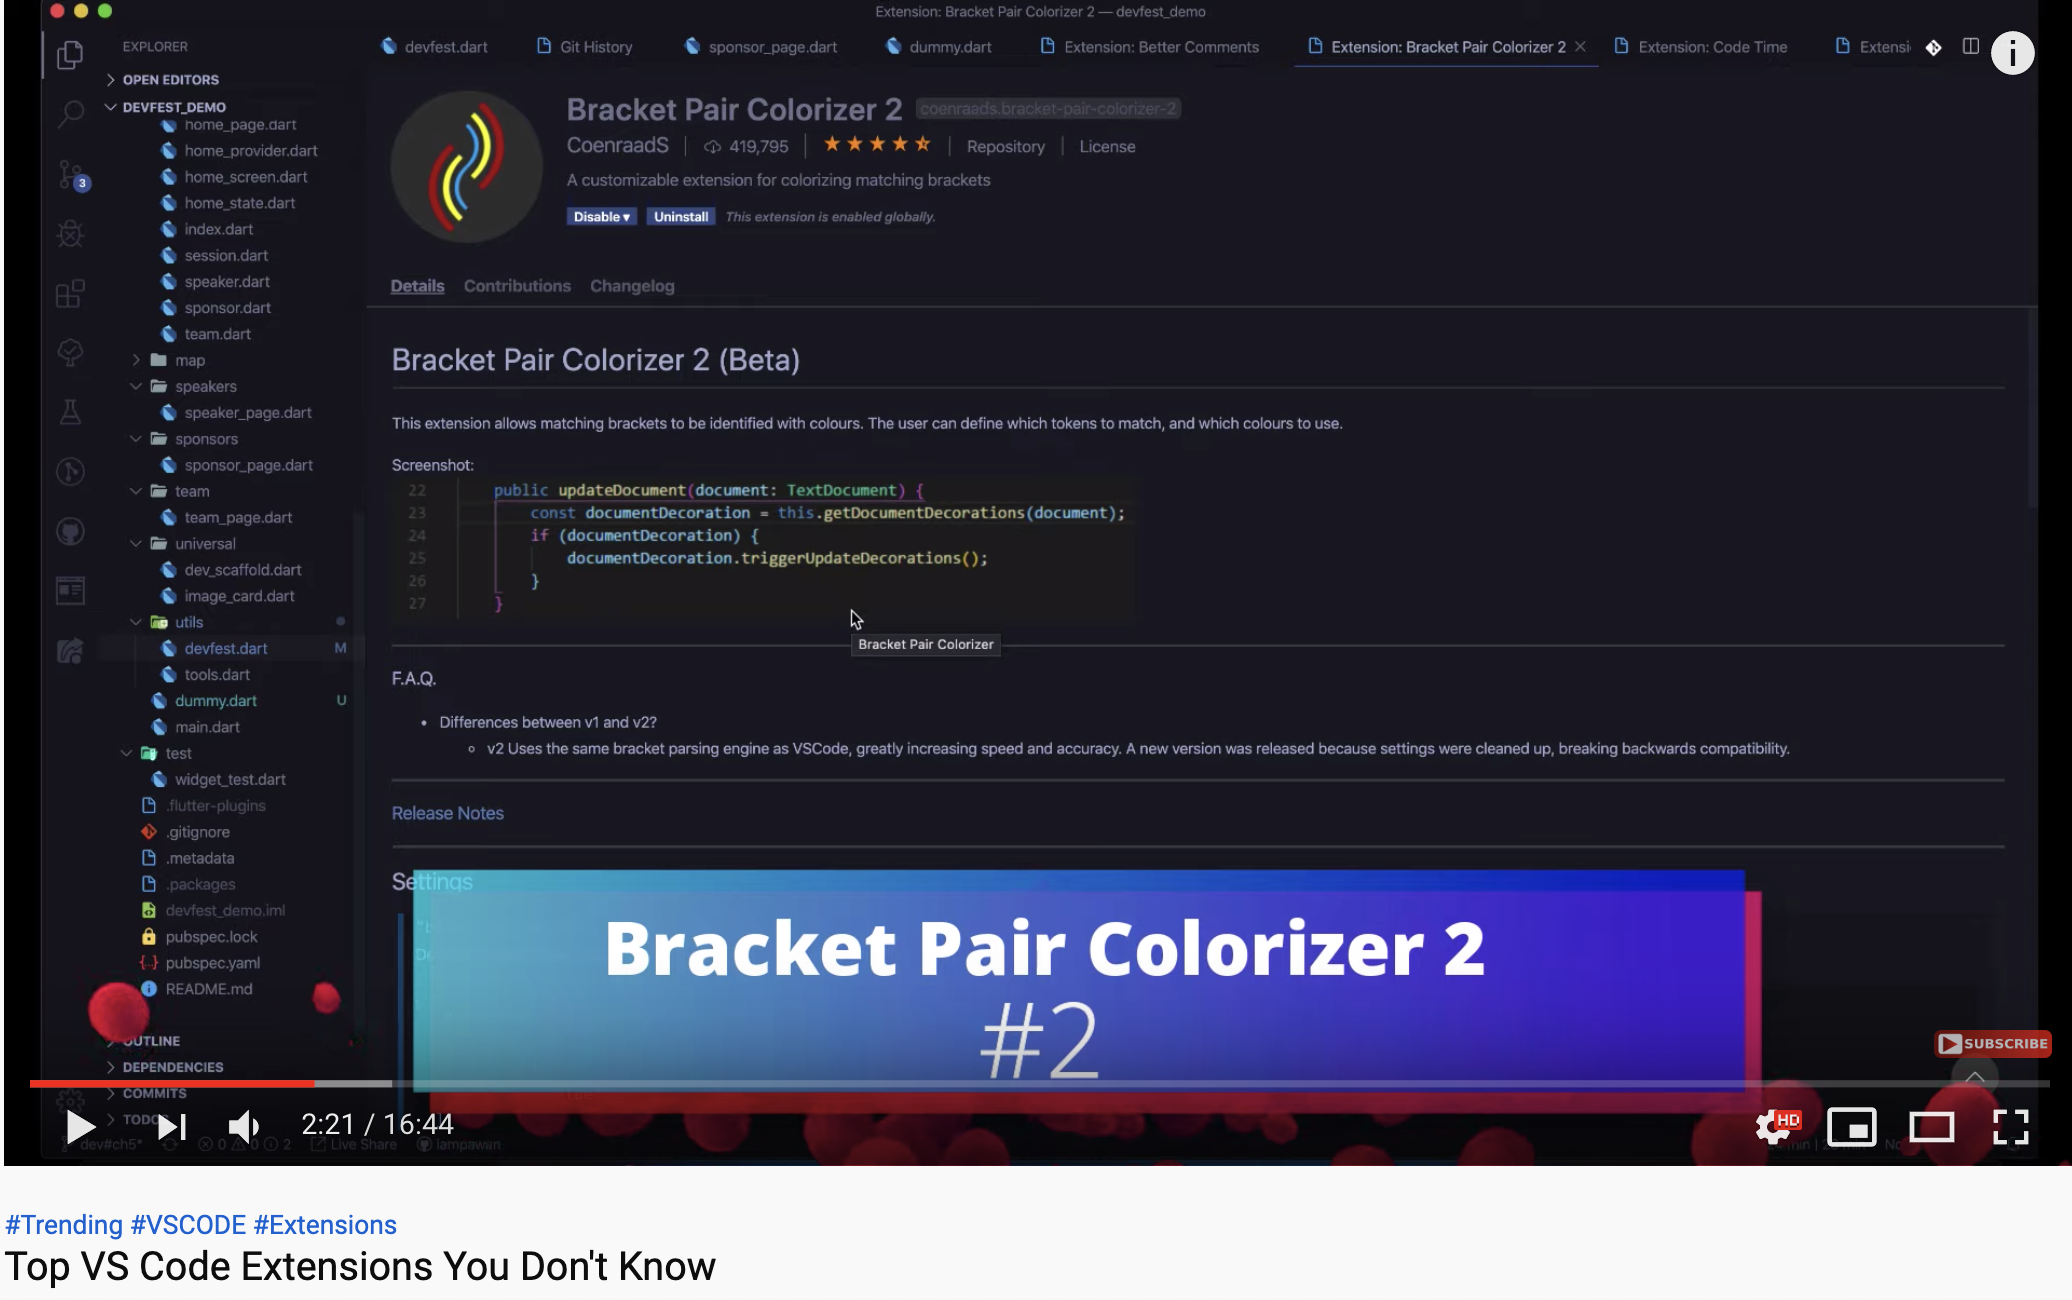 Extension: Bracket Pair Colorizer 2 — devfest_demo
EXPLORER
devfest.dart
Git History
sponsor_page.dart
dummy.dart
Extension: Better Comments
Extension: Bracket Pair Colorizer 2
Extension: Code Time
Extensi
OPEN EDITORS
DEVFEST_DEMO
home_page.dart
home_provider.dart
home_screen.dart
home_state.dart
index.dart
session.dart
speaker.dart
sponsor.dart
team.dart
map
speakers
speaker_page.dart
sponsors
sponsor_page.dart
team
team_page.dart
universal
dev_scaffold.dart
image_card.dart
utils
devfest.dart M
tools.dart
dummy.dart U
main.dart
test
widget_test.dart
.flutter-plugins
.gitignore
.metadata
.packages
devfest_demo.iml
pubspec.lock
pubspec.yaml
README.md
OUTLINE
DEPENDENCIES
COMMITS
TODO
3
Bracket Pair Colorizer 2 coenraads.bracket-pair-colorizer-2
CoenraadS | 419,795 | Repository | License
A customizable extension for colorizing matching brackets
Disable Uninstall This extension is enabled globally.
Details Contributions Changelog
Bracket Pair Colorizer 2 (Beta)
This extension allows matching brackets to be identified with colours. The user can define which tokens to match, and which colours to use.
Screenshot:
22 public updateDocument(document: TextDocument) {
23 const documentDecoration = this.getDocumentDecorations(document);
24 if (documentDecoration) {
25 documentDecoration.triggerUpdateDecorations();
26 }
27 }
Bracket Pair Colorizer
F.A.Q.
• Differences between v1 and v2?
v2 Uses the same bracket parsing engine as VSCode, greatly increasing speed and accuracy. A new version was released because settings were cleaned up, breaking backwards compatibility.
Release Notes
Settings
Bracket Pair Colorizer 2
#2
SUBSCRIBE
2:21 / 16:44
HD
dev#ch5* 0 0 2 Live Share iampawan
#Trending #VSCODE #Extensions
Top VS Code Extensions You Don't Know